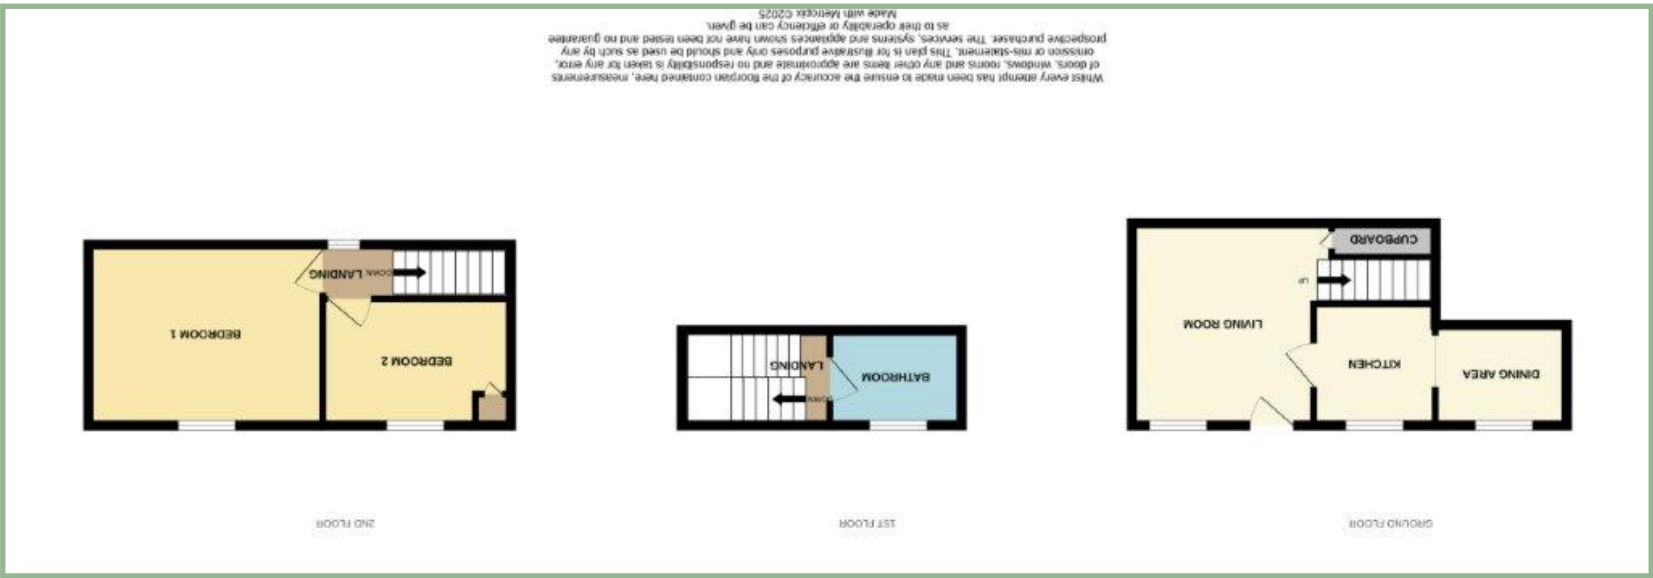 GROUND FLOOR
1ST FLOOR
2ND FLOOR
DINING AREA
KITCHEN
LIVING ROOM
UP
CUPBOARD
BATHROOM
DOWN
LANDING
BEDROOM 2
BEDROOM 1
LANDING
DOWN
Whilst every attempt has been made to ensure the accuracy of the floorplan contained here, measurements
of doors, windows, rooms and any other items are approximate and no responsibility is taken for any error,
omission or mis-statement. This plan is for illustrative purposes only and should be used as such by any
prospective purchaser. The services, systems and appliances shown have not been tested and no guarantee
as to their operability or efficiency can be given.
Made with Metropix ©2025